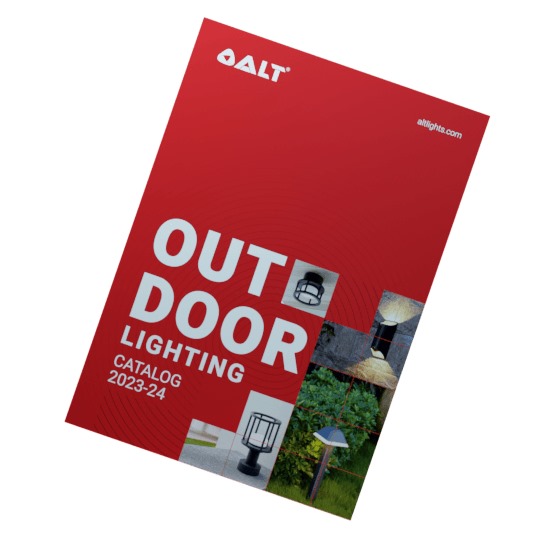 ALT®
altlights.com
OUT
DOOR
LIGHTING
CATALOG
2023-24